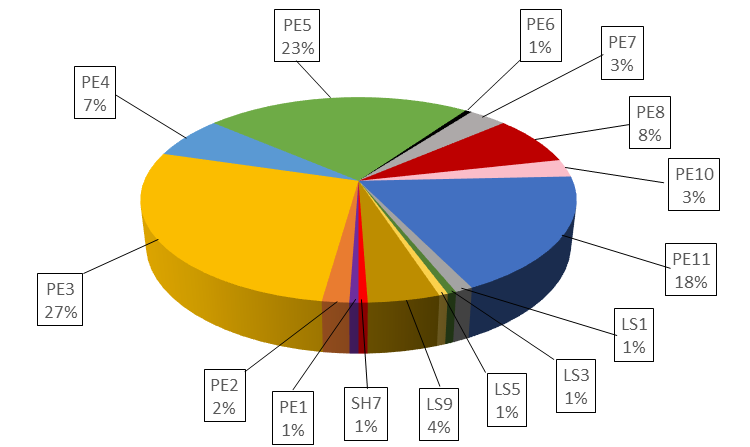 PE5
23%
PE6
1%
PE7
3%
PE4
7%
PE8
8%
PE10
3%
PE11
18%
PE3
27%
LS1
1%
LS3
1%
PE2
2%
PE1
1%
SH7
1%
LS9
4%
LS5
1%